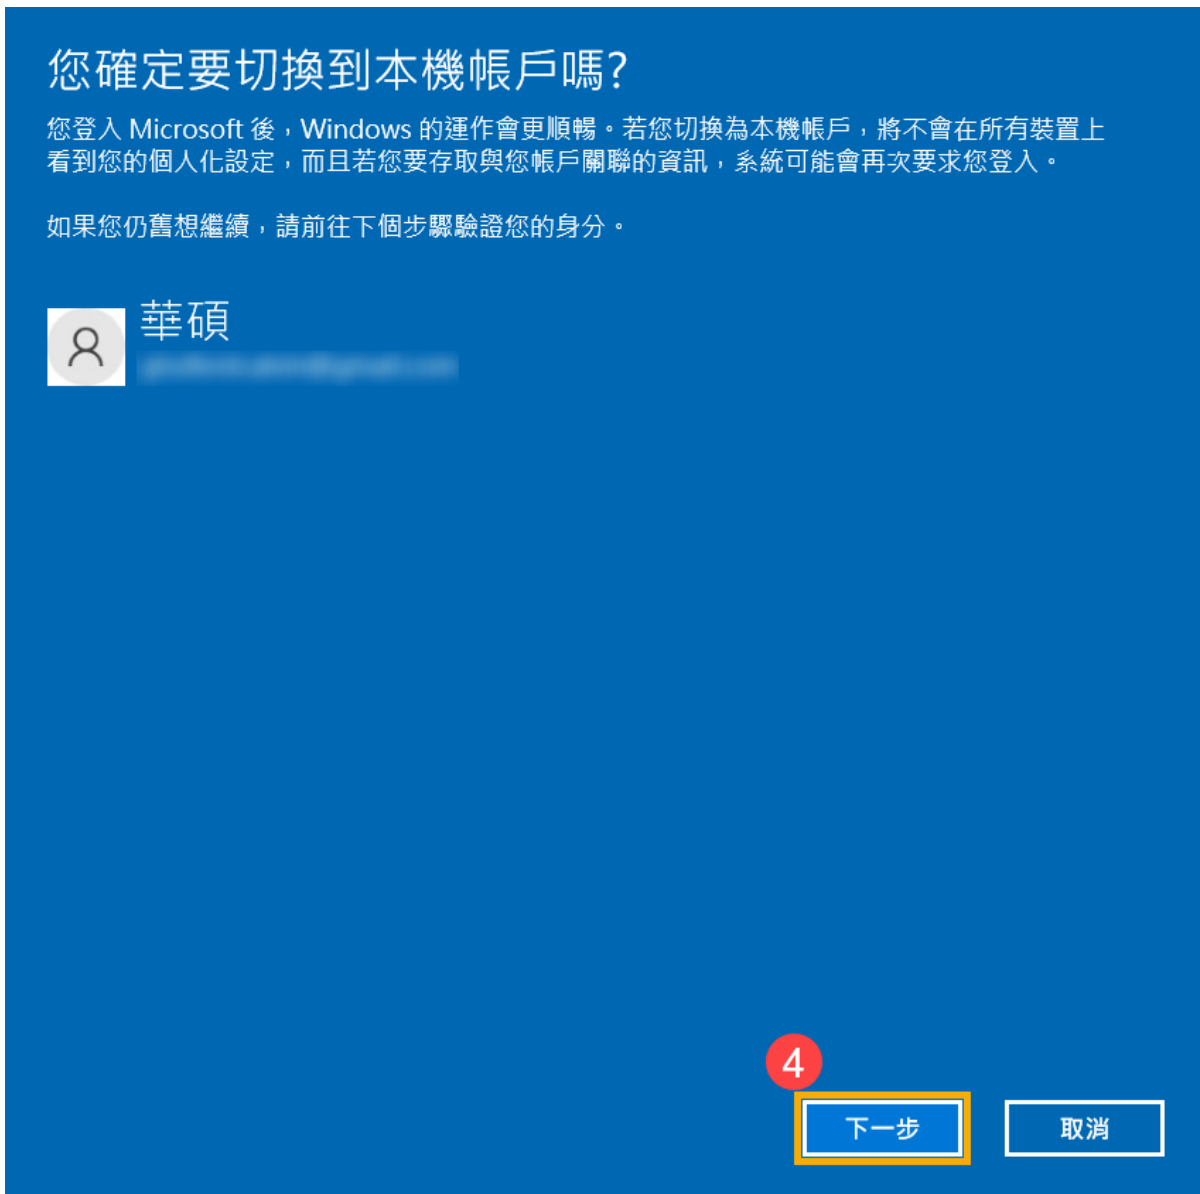 您確定要切換到本機帳戶嗎?
您登入 Microsoft 後，Windows 的運作會更順暢。若您切換為本機帳戶，將不會在所有裝置上
看到您的個人化設定，而且若您要存取與您帳戶關聯的資訊，系統可能會再次要求您登入。
如果您仍舊想繼續，請前往下個步驟驗證您的身分。
華碩
4
下一步
取消